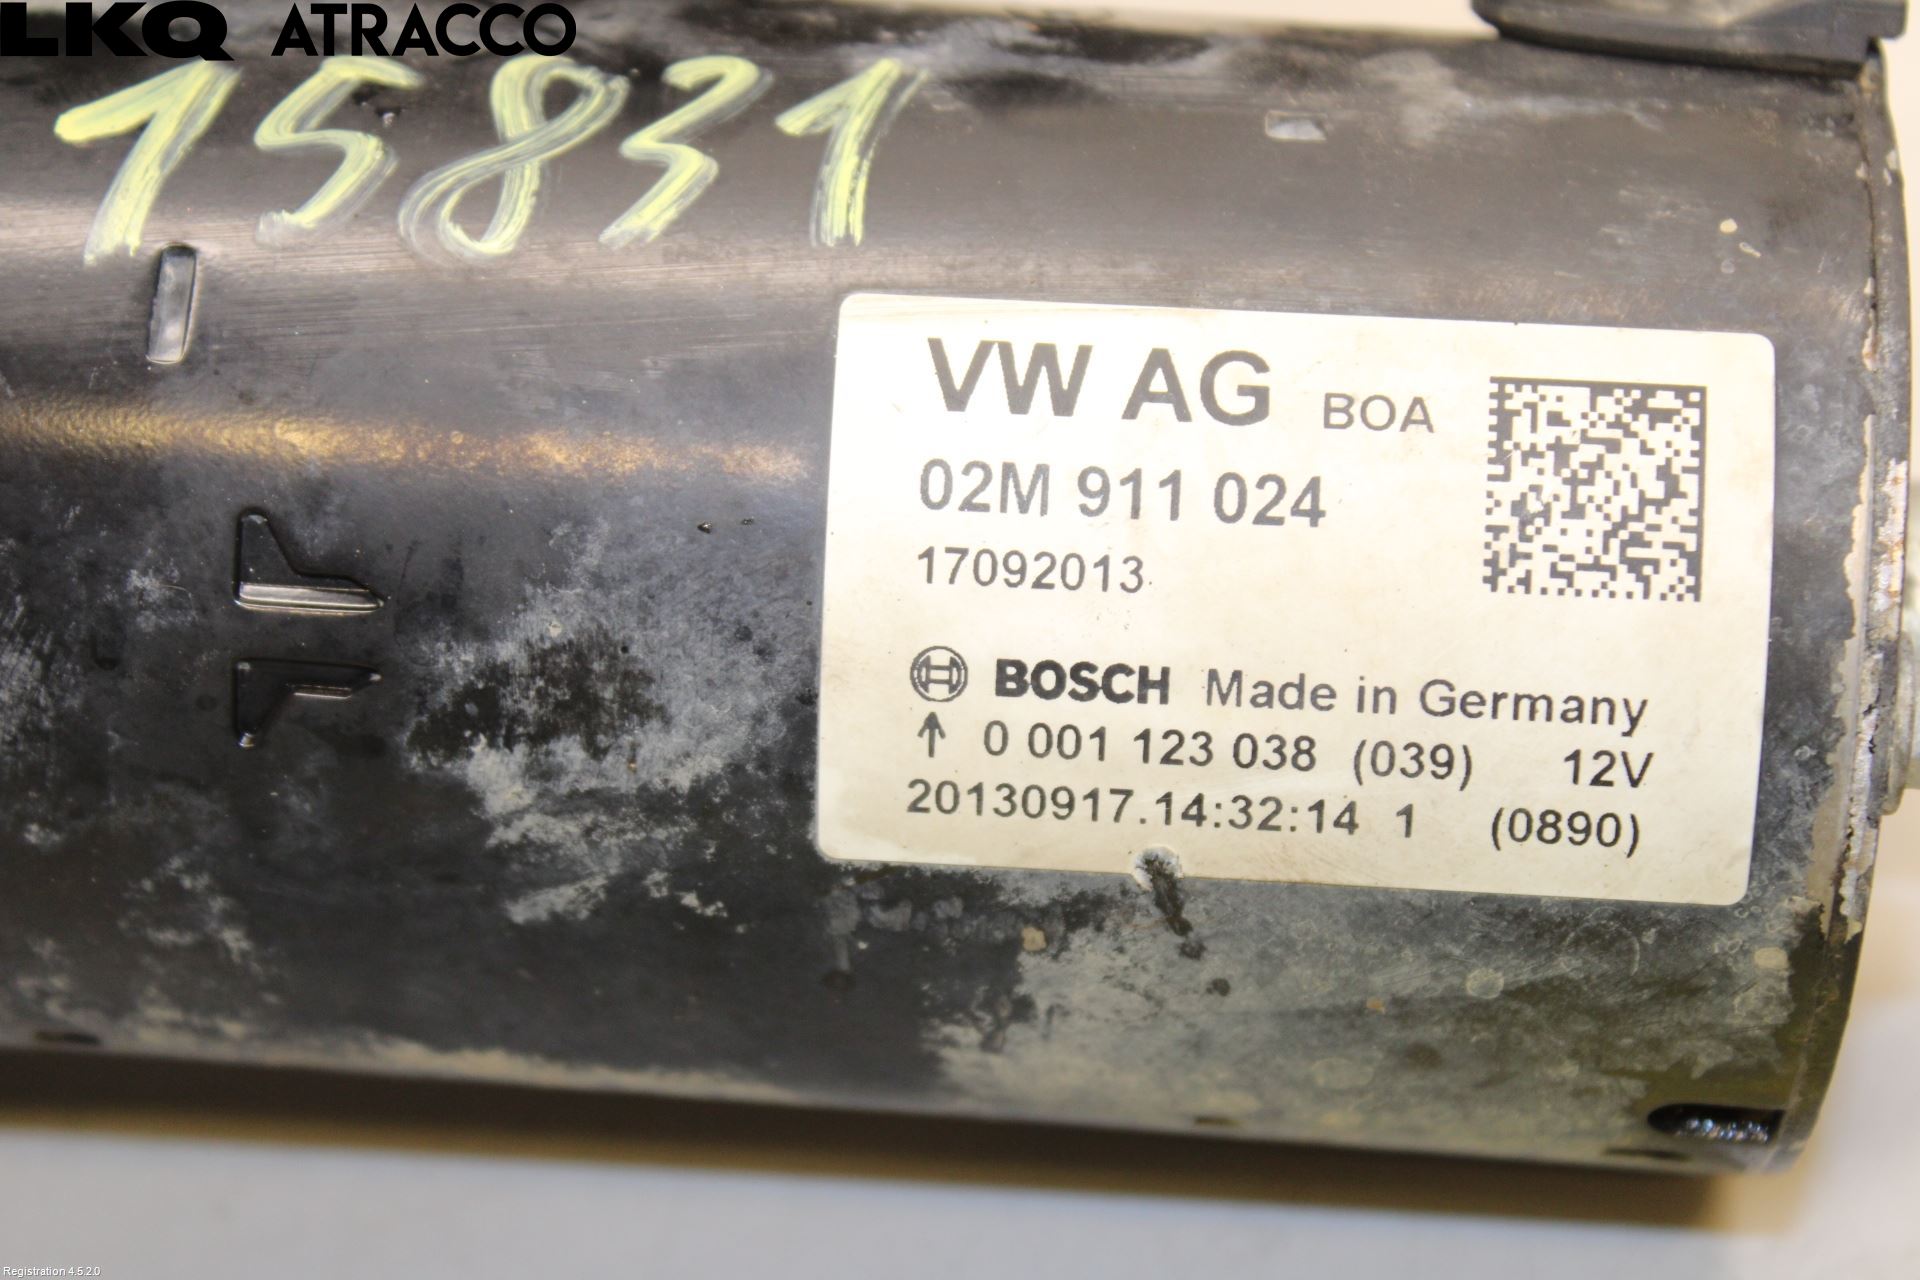 LKQ ATRACCO
15831
VW AG BOA
02M 911 024
17092013
BOSCH Made in Germany
↑ 0 001 123 038 (039) 12V
20130917.14:32:14 1 (0890)
Registration 4.5.2.0